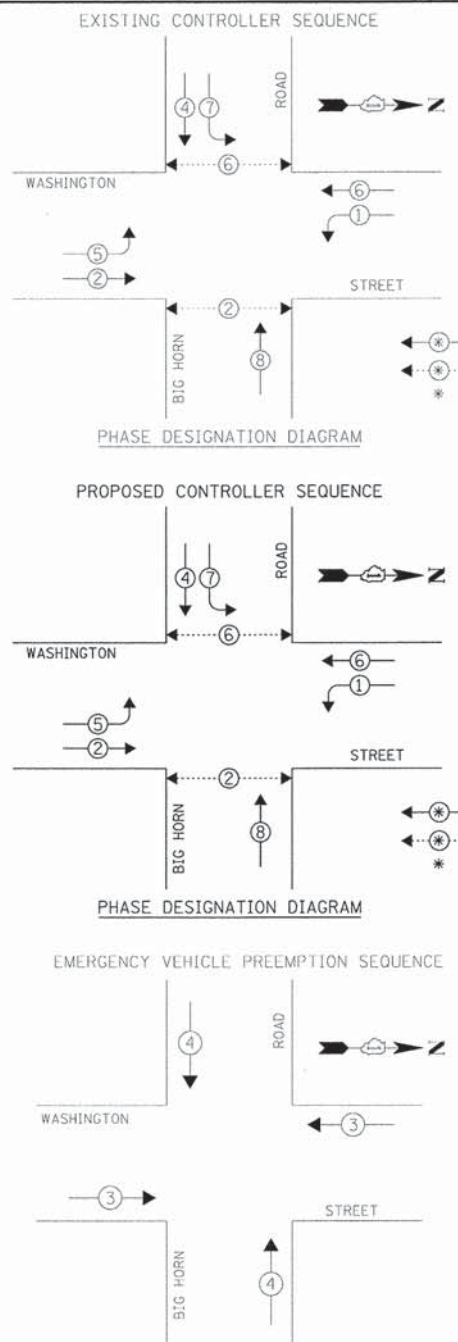 EXISTING CONTROLLER SEQUENCE
4 7
ROAD
N
6
WASHINGTON
6
1
5
2
STREET
2
*
8
*
*
BIG HORN
PHASE DESIGNATION DIAGRAM
PROPOSED CONTROLLER SEQUENCE
4 7
ROAD
N
6
WASHINGTON
6
1
5
2
STREET
2
*
8
*
*
BIG HORN
PHASE DESIGNATION DIAGRAM
EMERGENCY VEHICLE PREEMPTION SEQUENCE
4
ROAD
N
WASHINGTON
3
3
STREET
4
BIG HORN